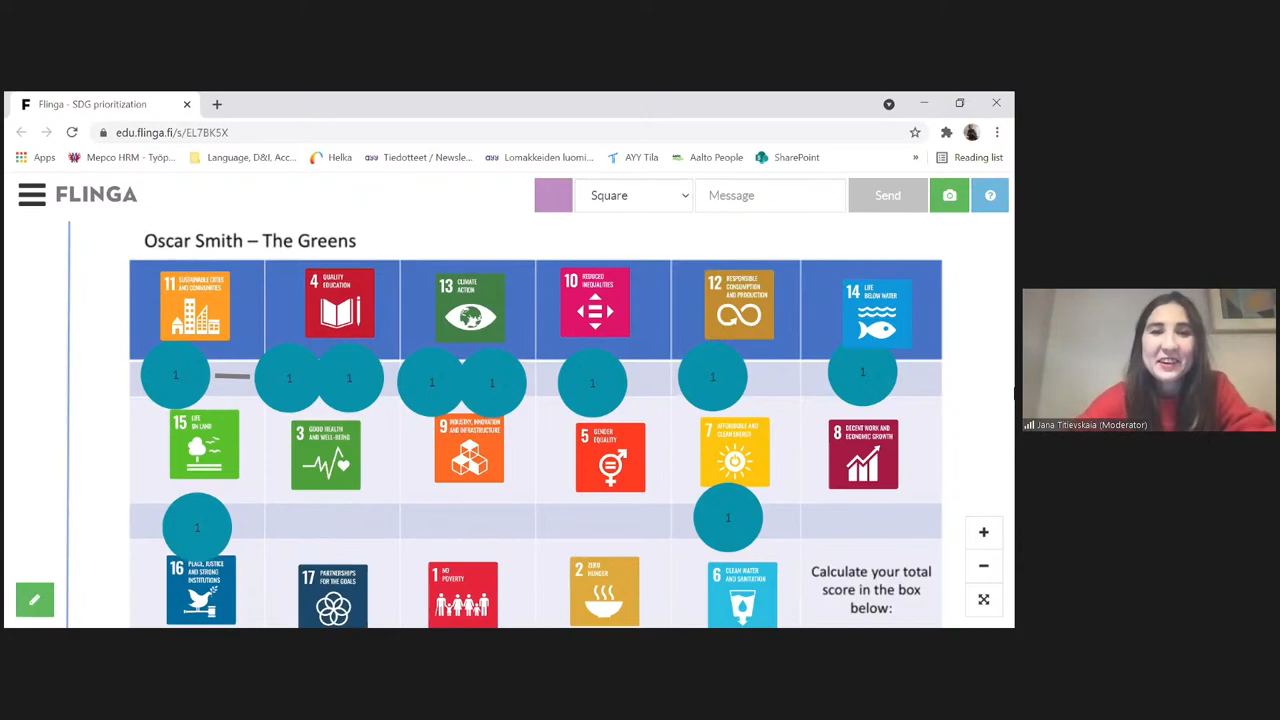 F Flinga - SDG prioritization
edu.flinga.fi/s/EL7BK5X
Apps Mepco HRM - Työp... Language, D&I, Acc... Helka ayy Tiedotteet / Newsle... ayy Lomakkeiden luomi... AYY Tila Aalto People SharePoint » Reading list
FLINGA Square Message Send ?
Oscar Smith – The Greens
11 SUSTAINABLE CITIES
AND COMMUNITIES
4 QUALITY
EDUCATION
13 CLIMATE
ACTION
10 REDUCED
INEQUALITIES
12 RESPONSIBLE
CONSUMPTION
AND PRODUCTION
14 LIFE
BELOW WATER
1 1 1 1 1 1 1 1
15 LIFE
ON LAND
3 GOOD HEALTH
AND WELL-BEING
9 INDUSTRY, INNOVATION
AND INFRASTRUCTURE
5 GENDER
EQUALITY
7 AFFORDABLE AND
CLEAN ENERGY
8 DECENT WORK AND
ECONOMIC GROWTH
1 1
16 PEACE, JUSTICE
AND STRONG
INSTITUTIONS
17 PARTNERSHIPS
FOR THE GOALS
1 NO
POVERTY
2 ZERO
HUNGER
6 CLEAN WATER
AND SANITATION
Calculate your total
score in the box
below:
Jana Titievskaia (Moderator)